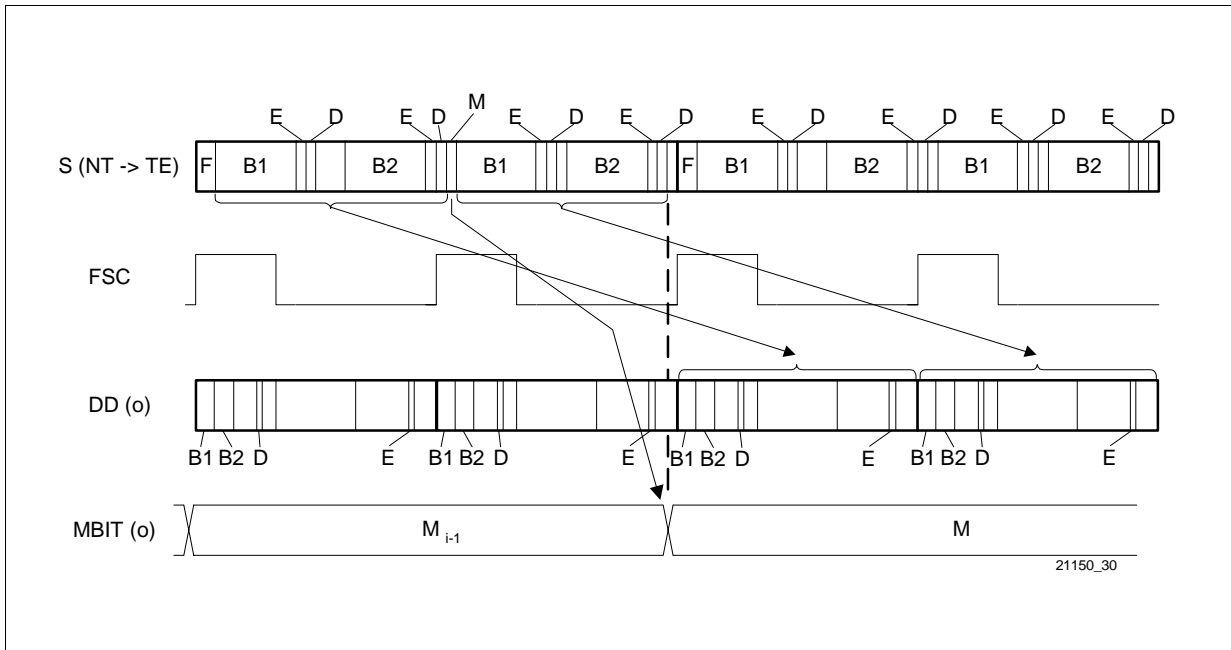 E D E D M E D E D E D E D E D E D
S (NT -> TE) F B1 B2 B1 B2 F B1 B2 B1 B2
FSC
DD (o)
B1 B2 D E B1 B2 D E B1 B2 D E B1 B2 D E
MBIT (o) M i-1 M
21150_30